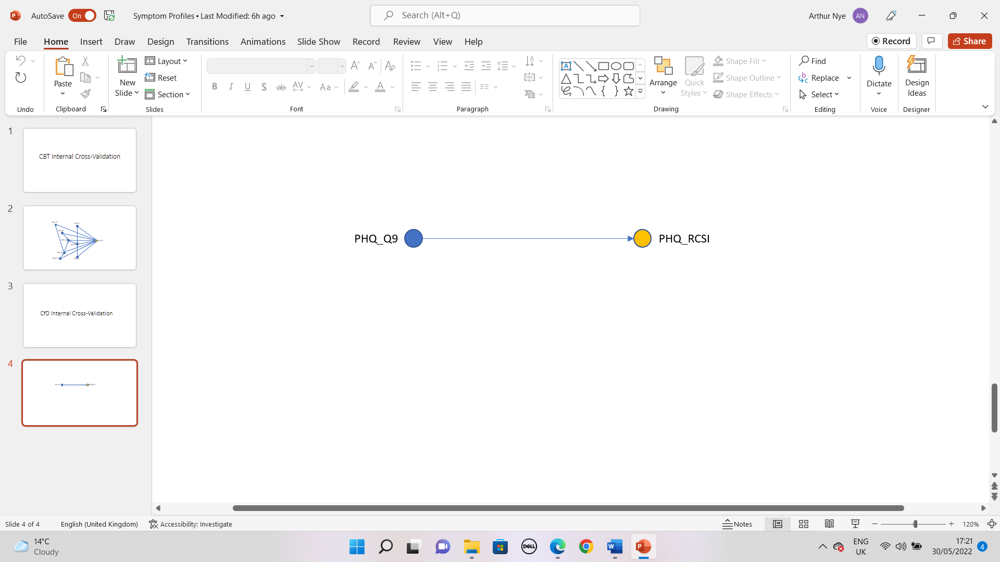 AutoSave On Symptom Profiles • Last Modified: 6h ago Search (Alt+Q) Arthur Nye AN
File Home Insert Draw Design Transitions Animations Slide Show Record Review View Help Record Share
Paste
New
Slide
Layout
Reset
Section
B I U S ab AV Aa A
Arrange
Quick
Styles
Shape Fill
Shape Outline
Shape Effects
Find
Replace
Select
Dictate
Design
Ideas
Undo Clipboard Slides Font Paragraph Drawing Editing Voice Designer
1
CBT Internal Cross-Validation
2
3
CfD Internal Cross-Validation
4
PHQ_Q9 PHQ_RCSI
Slide 4 of 4 English (United Kingdom) Accessibility: Investigate Notes 120%
14°C
Cloudy
DELL
ENG
UK
17:21
30/05/2022
4